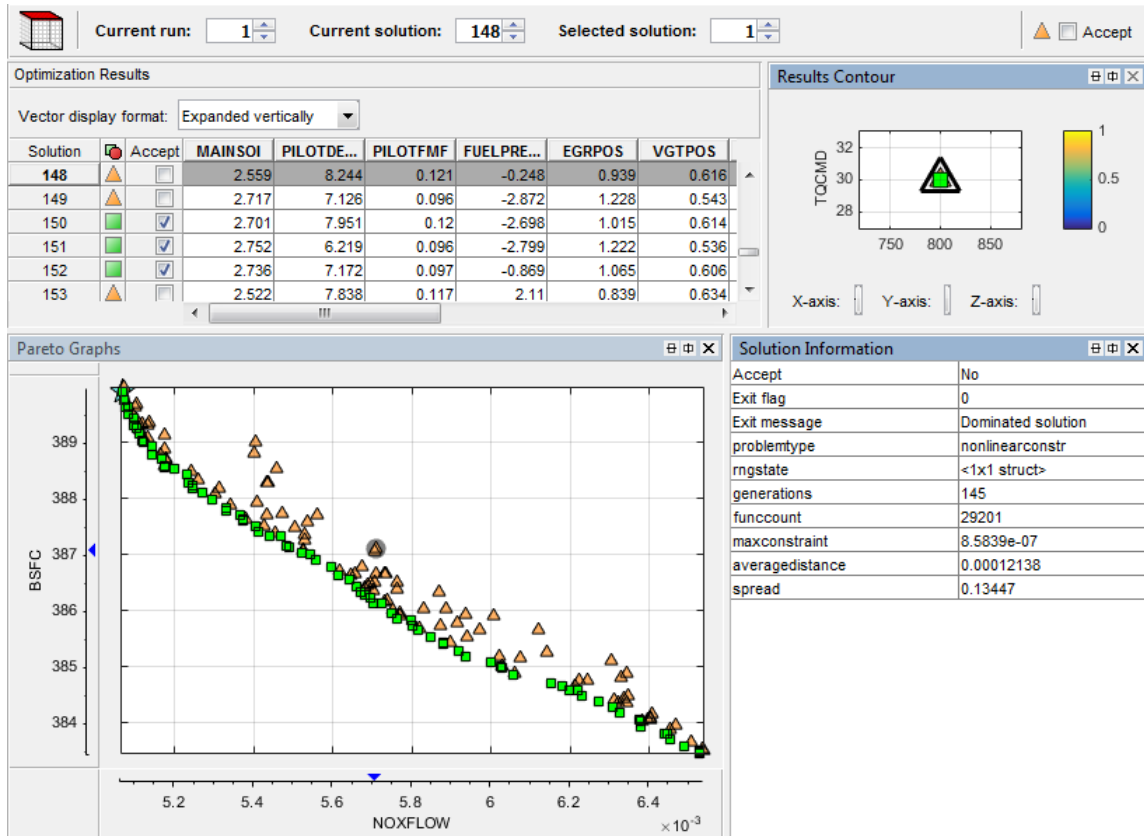 Current run: 1 Current solution: 148 Selected solution: 1 Accept
Optimization Results
Vector display format: Expanded vertically
Solution Accept MAINSOI PILOTDE... PILOTFMF FUELPRE... EGRPOS VGTPOS
148 2.559 8.244 0.121 -0.248 0.939 0.616
149 2.717 7.126 0.096 -2.872 1.228 0.543
150 2.701 7.951 0.12 -2.698 1.015 0.614
151 2.752 6.219 0.096 -2.799 1.222 0.536
152 2.736 7.172 0.097 -0.869 1.065 0.606
153 2.522 7.838 0.117 2.11 0.839 0.634
Results Contour
TQCMD
32
30
28
750 800 850
1
0.5
0
X-axis: Y-axis: Z-axis:
Pareto Graphs
BSFC
389
388
387
386
385
384
5.2 5.4 5.6 5.8 6 6.2 6.4
NOXFLOW
×10⁻³
Solution Information
Accept No
Exit flag 0
Exit message Dominated solution
problemtype nonlinearconstr
rngstate <1x1 struct>
generations 145
funccount 29201
maxconstraint 8.5839e-07
averagedistance 0.00012138
spread 0.13447